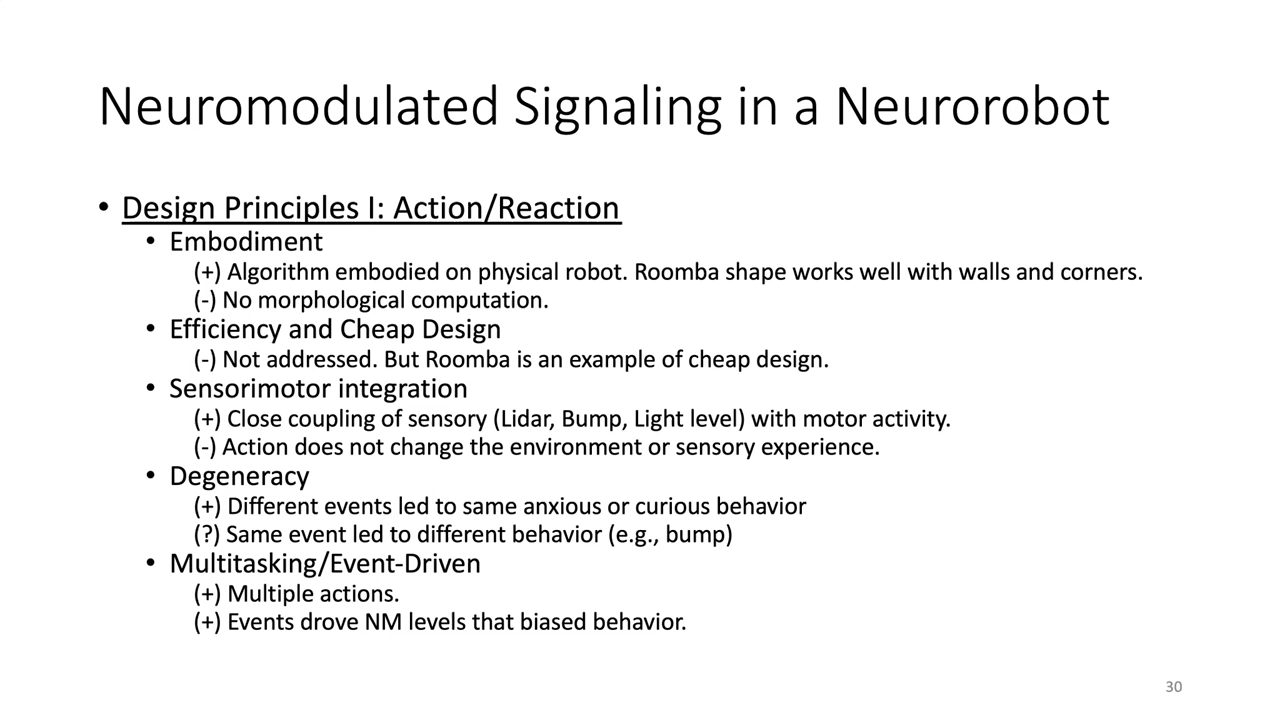 Neuromodulated Signaling in a Neurorobot
• Design Principles I: Action/Reaction
• Embodiment
(+) Algorithm embodied on physical robot. Roomba shape works well with walls and corners.
(-) No morphological computation.
• Efficiency and Cheap Design
(-) Not addressed. But Roomba is an example of cheap design.
• Sensorimotor integration
(+) Close coupling of sensory (Lidar, Bump, Light level) with motor activity.
(-) Action does not change the environment or sensory experience.
• Degeneracy
(+) Different events led to same anxious or curious behavior
(?) Same event led to different behavior (e.g., bump)
• Multitasking/Event-Driven
(+) Multiple actions.
(+) Events drove NM levels that biased behavior.
30